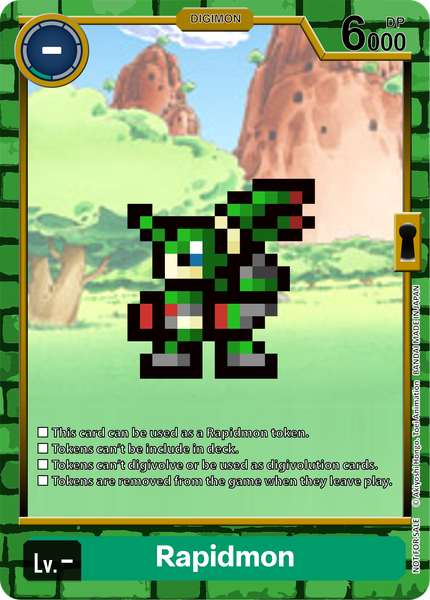 DIGIMON
-
DP
6000
This card can be used as a Rapidmon token.
Tokens can't be include in deck.
Tokens can't digivolve or be used as digivolution cards.
Tokens are removed from the game when they leave play.
NOT FOR SALE © Akiyoshi Hongo, Toei Animation BANDAI MADE IN JAPAN
Lv.-
Rapidmon